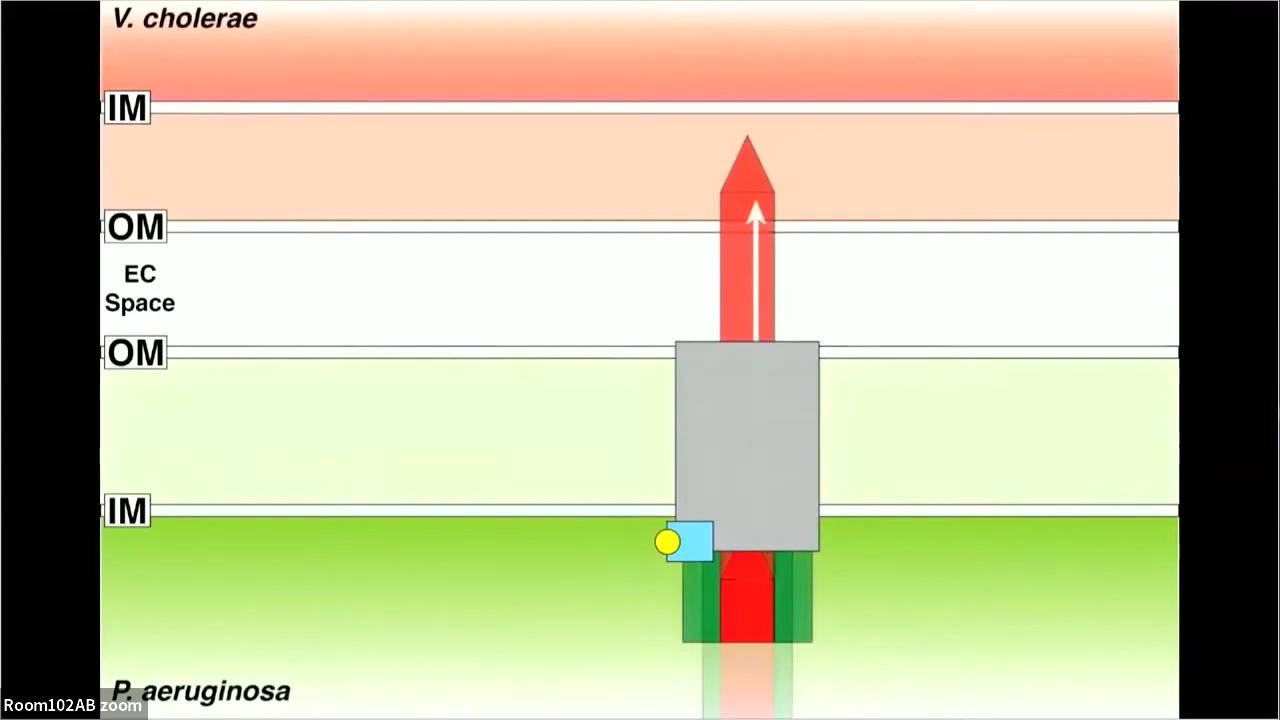 V. cholerae
IM
OM
EC
Space
OM
IM
P. aeruginosa
Room102AB zoom